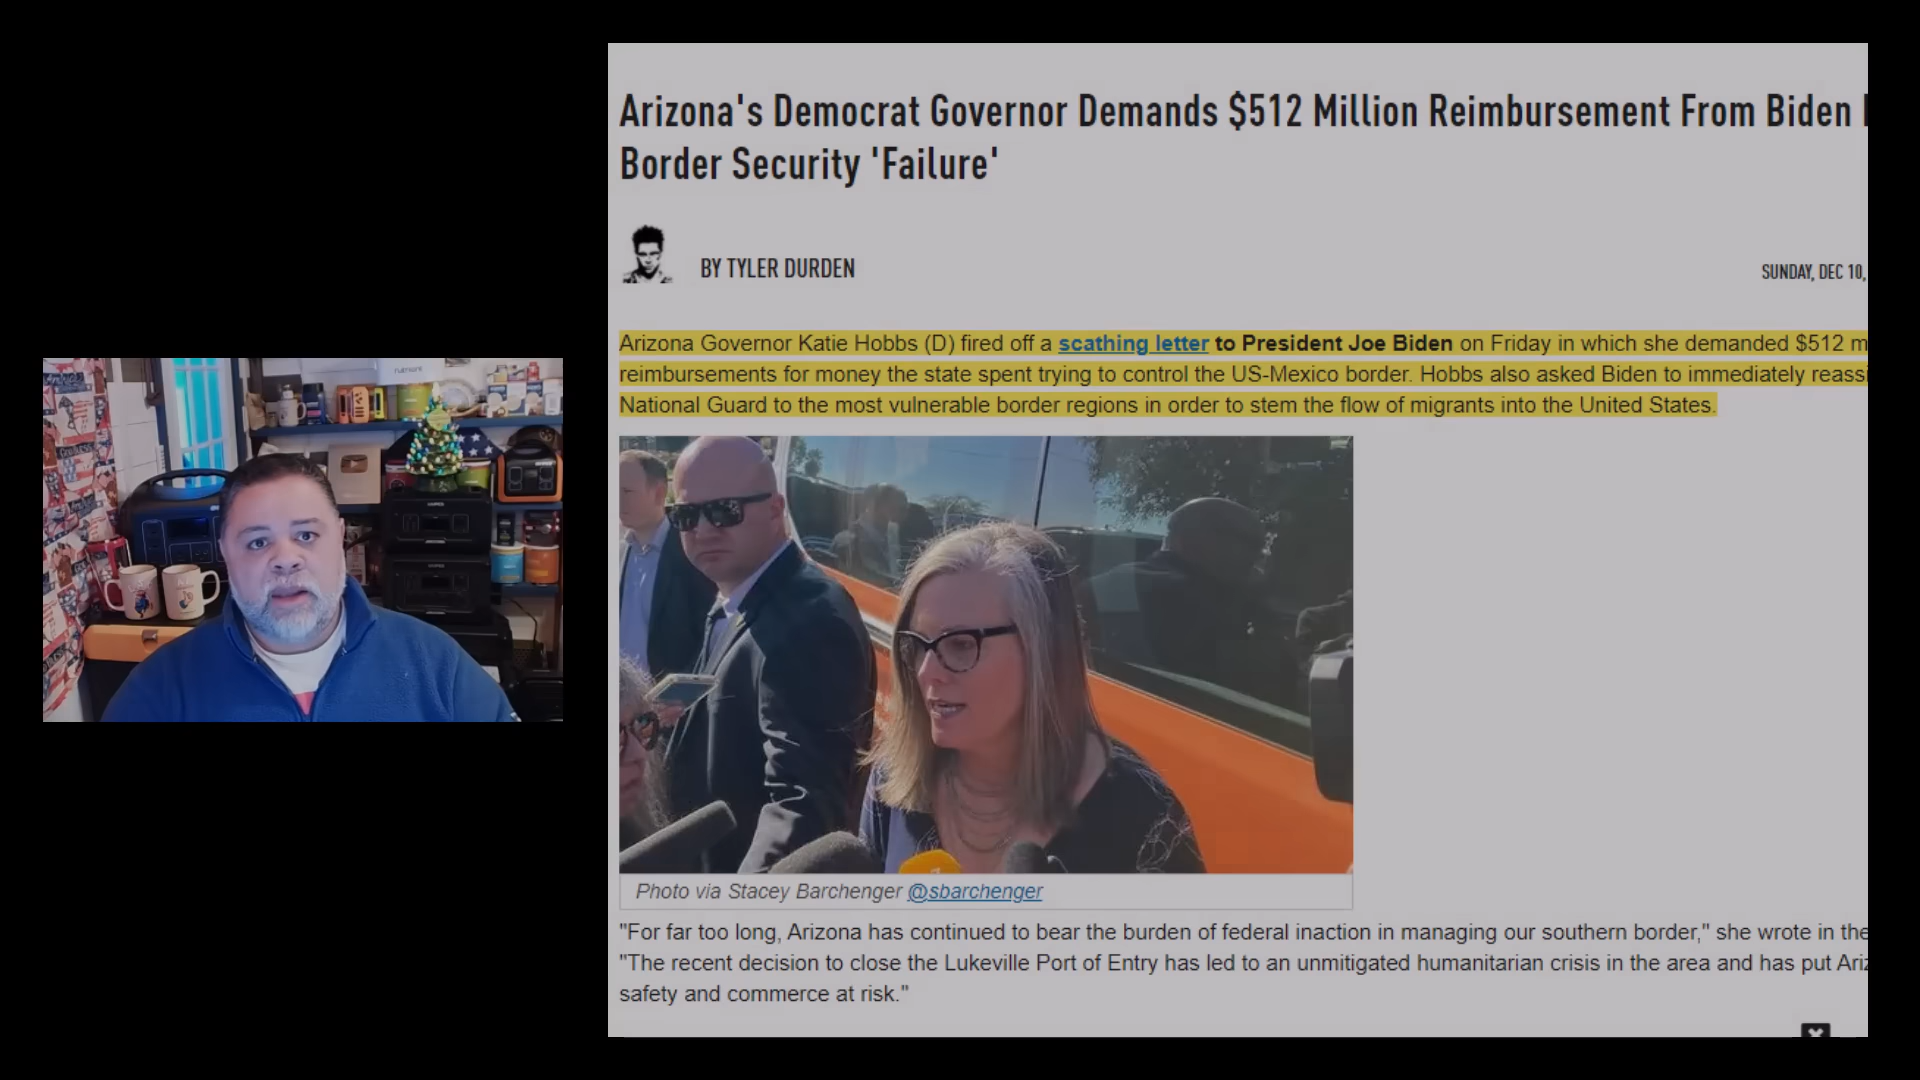 Arizona's Democrat Governor Demands $512 Million Reimbursement From Biden
Border Security 'Failure'
BY TYLER DURDEN
SUNDAY, DEC 10,
Arizona Governor Katie Hobbs (D) fired off a scathing letter to President Joe Biden on Friday in which she demanded $512 m
reimbursements for money the state spent trying to control the US-Mexico border. Hobbs also asked Biden to immediately reassi
National Guard to the most vulnerable border regions in order to stem the flow of migrants into the United States.
Photo via Stacey Barchenger @sbarchenger
"For far too long, Arizona has continued to bear the burden of federal inaction in managing our southern border," she wrote in the
"The recent decision to close the Lukeville Port of Entry has led to an unmitigated humanitarian crisis in the area and has put Ariz
safety and commerce at risk."